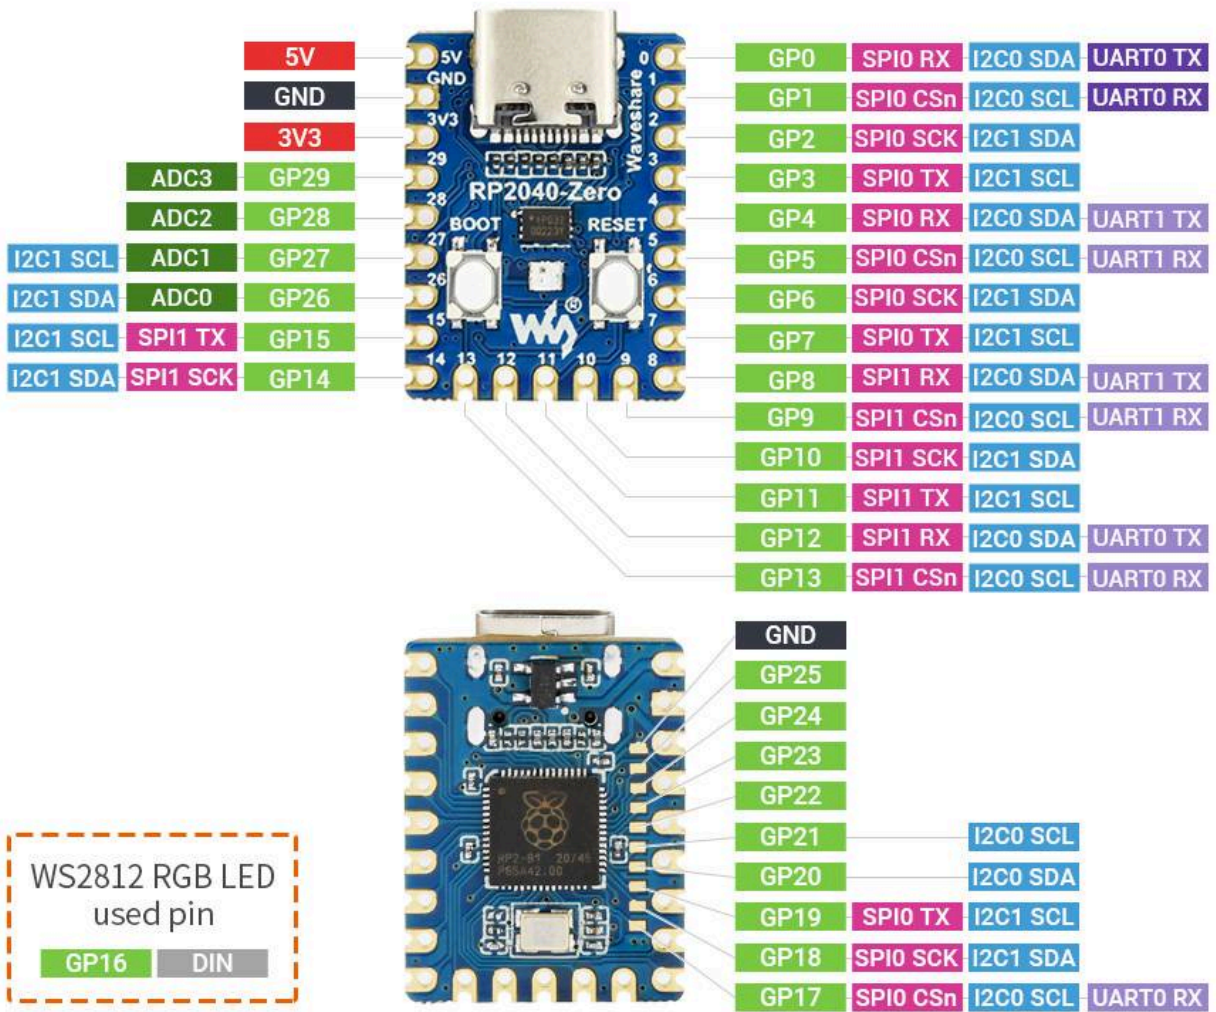 5V
GND
3V3
ADC3 GP29
ADC2 GP28
I2C1 SCL ADC1 GP27
I2C1 SDA ADC0 GP26
I2C1 SCL SPI1 TX GP15
I2C1 SDA SPI1 SCK GP14
5V
GND
3V3
29
28
27
26
15
14
13
12
11
10
9
8
0
1
2
3
4
5
6
7
Waveshare
RP2040-Zero
BOOT
RESET
GP0 SPI0 RX I2C0 SDA UART0 TX
GP1 SPI0 CSn I2C0 SCL UART0 RX
GP2 SPI0 SCK I2C1 SDA
GP3 SPI0 TX I2C1 SCL
GP4 SPI0 RX I2C0 SDA UART1 TX
GP5 SPI0 CSn I2C0 SCL UART1 RX
GP6 SPI0 SCK I2C1 SDA
GP7 SPI0 TX I2C1 SCL
GP8 SPI1 RX I2C0 SDA UART1 TX
GP9 SPI1 CSn I2C0 SCL UART1 RX
GP10 SPI1 SCK I2C1 SDA
GP11 SPI1 TX I2C1 SCL
GP12 SPI1 RX I2C0 SDA UART0 TX
GP13 SPI1 CSn I2C0 SCL UART0 RX
GND
GP25
GP24
GP23
GP22
GP21 I2C0 SCL
GP20 I2C0 SDA
GP19 SPI0 TX I2C1 SCL
GP18 SPI0 SCK I2C1 SDA
GP17 SPI0 CSn I2C0 SCL UART0 RX
20/45
WS2812 RGB LED
used pin
GP16 DIN